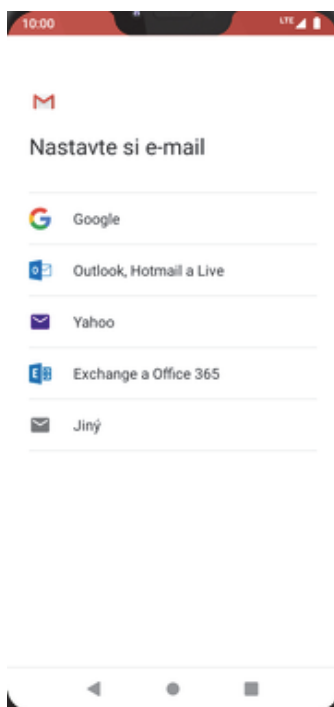 10:00
LTE
Nastavte si e-mail
Google
Outlook, Hotmail a Live
Yahoo
Exchange a Office 365
Jiný